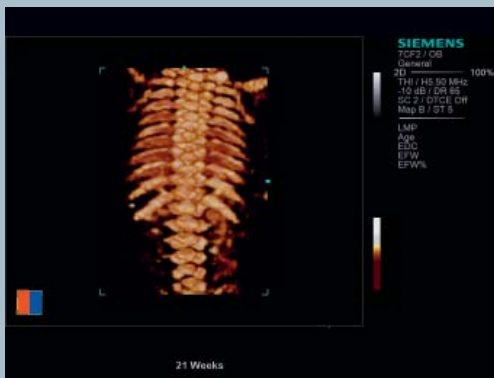 SIEMENS
7CF2 / OB
General
2D 100%
THI / H5.50 MHz
-10 dB / DR 65
SC 2 / DTCE Off
Map B / ST 5
LMP
Age
EDC
EFW
EFW%
21 Weeks